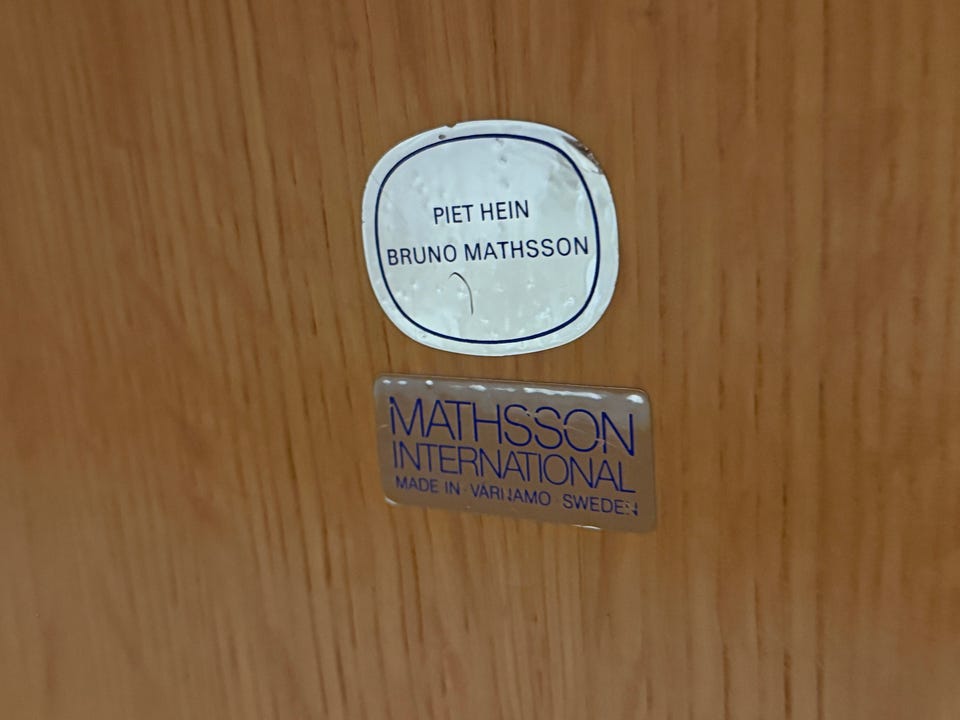 PIET HEIN
BRUNO MATHSSON
MATHSSON
INTERNATIONAL
MADE IN · VÄRNAMO · SWEDEN